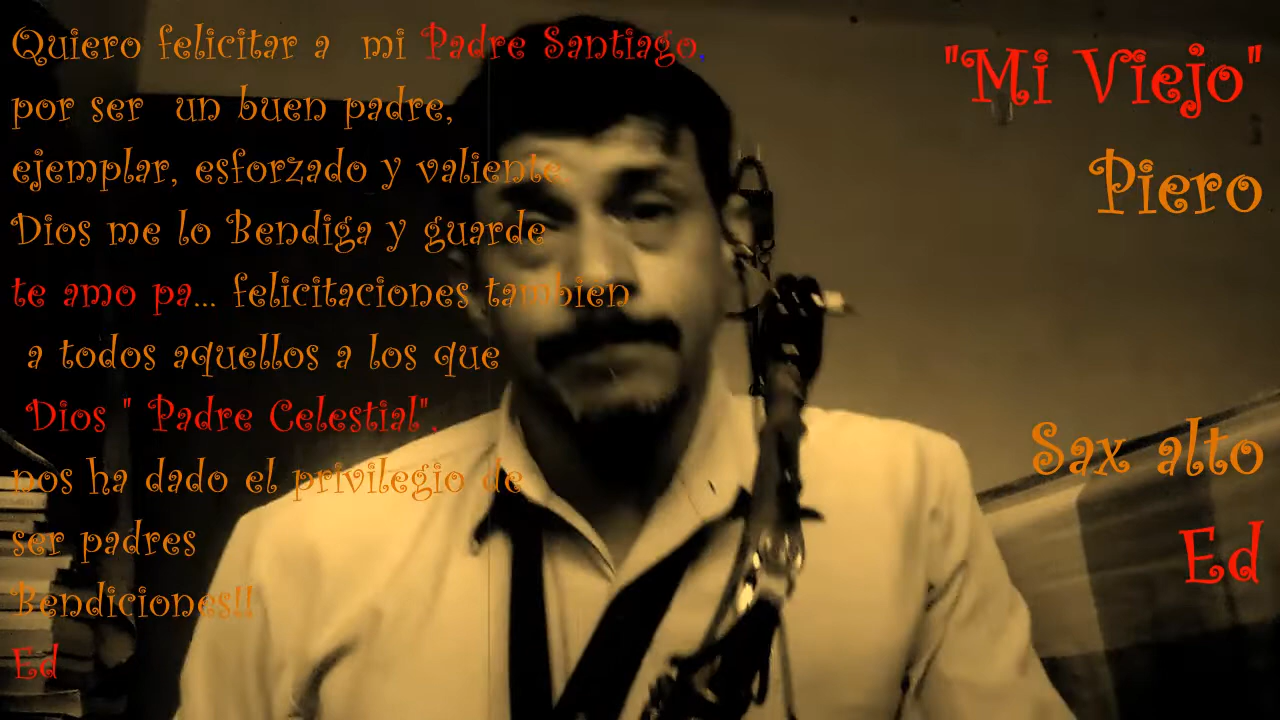 Quiero felicitar a mi Padre Santiago,
por ser un buen padre,
ejemplar, esforzado y valiente,
Dios me lo Bendiga y guarde
te amo pa... felicitaciones tambien
a todos aquellos a los que
Dios " Padre Celestial",
nos ha dado el privilegio de
ser padres
Bendiciones!!
Ed
"Mi Viejo"
Piero
Sax alto
Ed